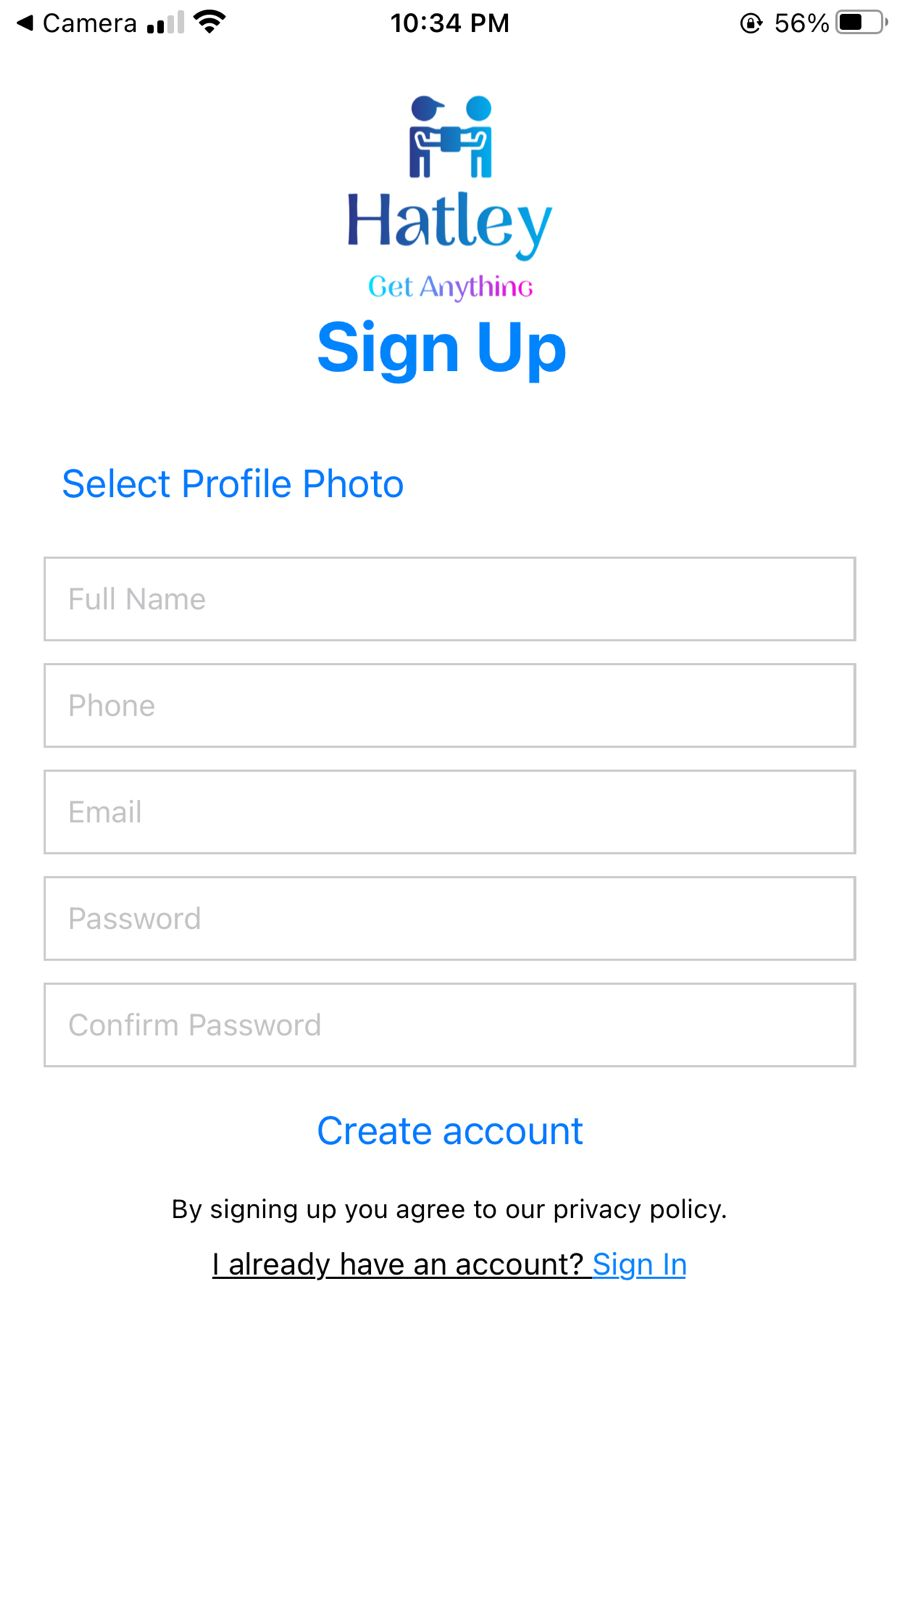 Camera
10:34 PM
56%
Hatley
Get Anything
Sign Up
Select Profile Photo
Full Name
Phone
Email
Password
Confirm Password
Create account
By signing up you agree to our privacy policy.
I already have an account? Sign In